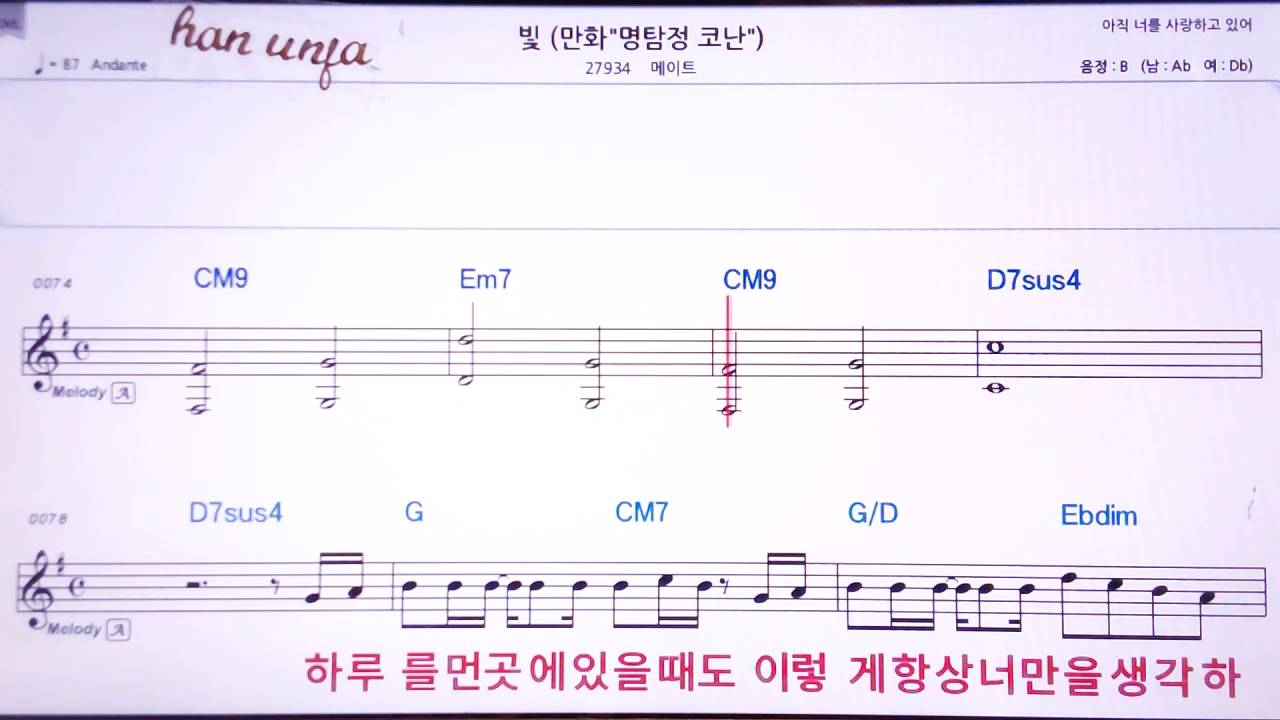 han unfa
빛 (만화"명탐정 코난")
아직 너를 사랑하고 있어
♩= 87 Andante
27934 메이트
음정 : B (남 : Ab 여 : Db)
0074 CM9 Em7 CM9 D7sus4
Melody A
0078 D7sus4 G CM7 G/D Ebdim
Melody A
하루 를먼곳에있을때도 이렇 게항상너만을생각하